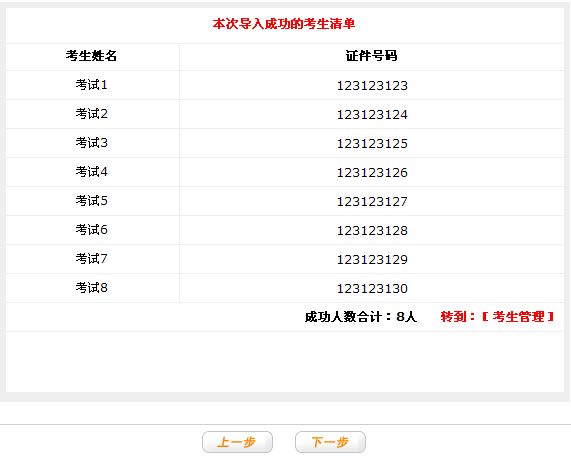 本次导入成功的考生清单
考生姓名 证件号码
考试1 123123123
考试2 123123124
考试3 123123125
考试4 123123126
考试5 123123127
考试6 123123128
考试7 123123129
考试8 123123130
成功人数合计：8人 转到：〖 考生管理 〗
上一步 下一步